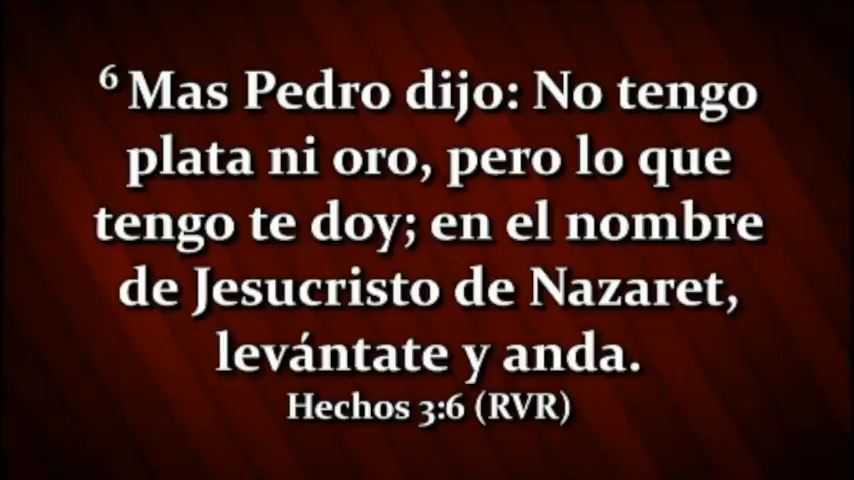 6 Mas Pedro dijo: No tengo
plata ni oro, pero lo que
tengo te doy; en el nombre
de Jesucristo de Nazaret,
levántate y anda.
Hechos 3:6 (RVR)